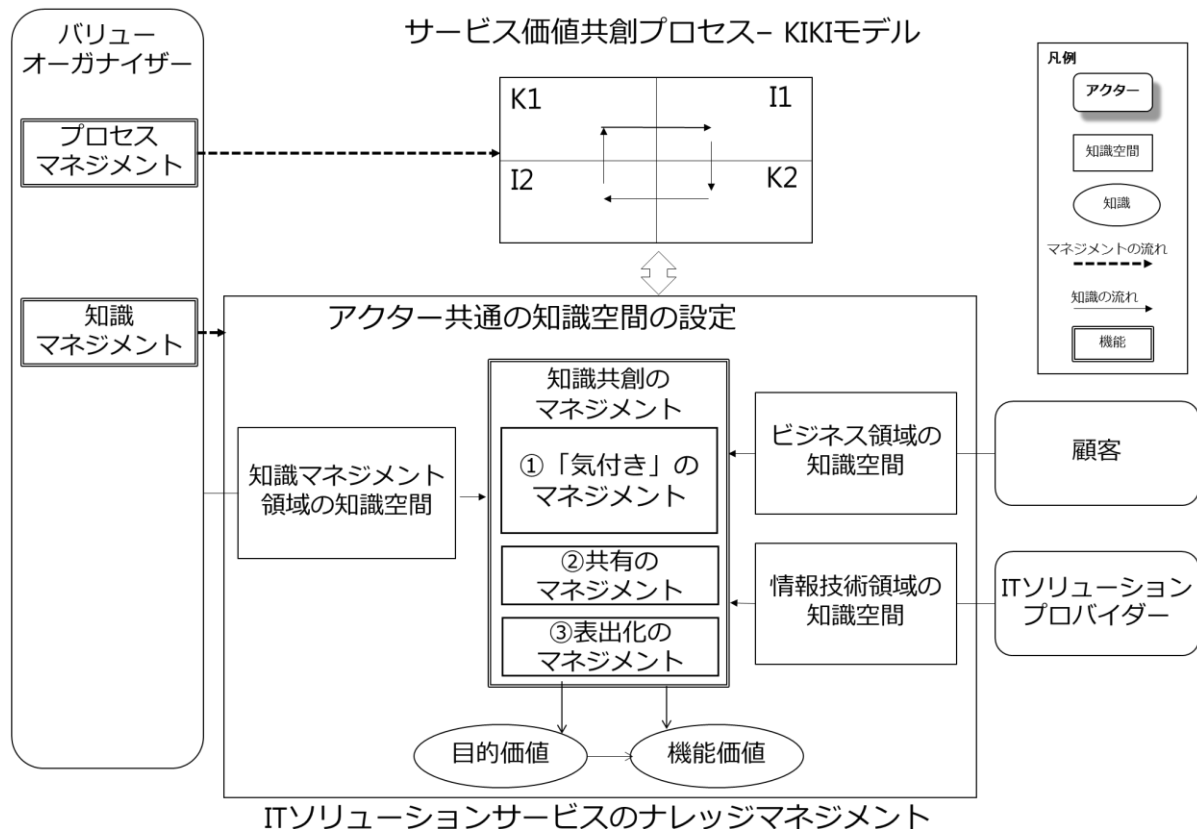 バリュー
オーガナイザー
サービス価値共創プロセス– KIKIモデル
凡例
アクター
知識空間
知識
マネジメントの流れ
知識の流れ
機能
プロセス
マネジメント
K1
I1
I2
K2
知識
マネジメント
アクター共通の知識空間の設定
知識共創の
マネジメント
①「気付き」の
マネジメント
②共有の
マネジメント
③表出化の
マネジメント
知識マネジメント
領域の知識空間
ビジネス領域の
知識空間
顧客
情報技術領域の
知識空間
ITソリューション
プロバイダー
目的価値
機能価値
ITソリューションサービスのナレッジマネジメント